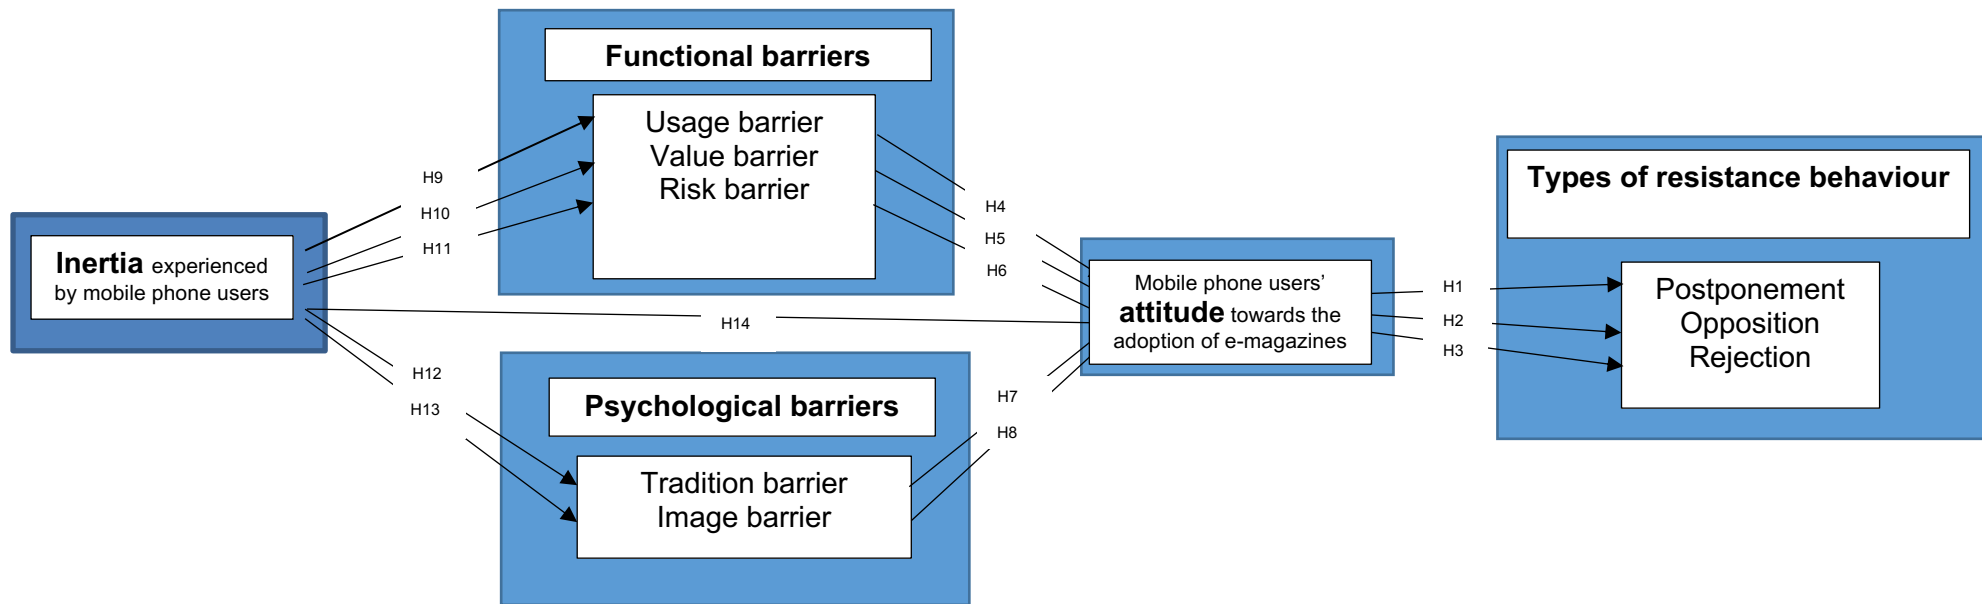 Functional barriers
Usage barrier
Value barrier
Risk barrier
H9
H10
H11
Inertia experienced
by mobile phone users
H4
H5
H6
H14
Mobile phone users’
attitude towards the
adoption of e-magazines
H1
H2
H3
Types of resistance behaviour
Postponement
Opposition
Rejection
H12
H13
Psychological barriers
Tradition barrier
Image barrier
H7
H8